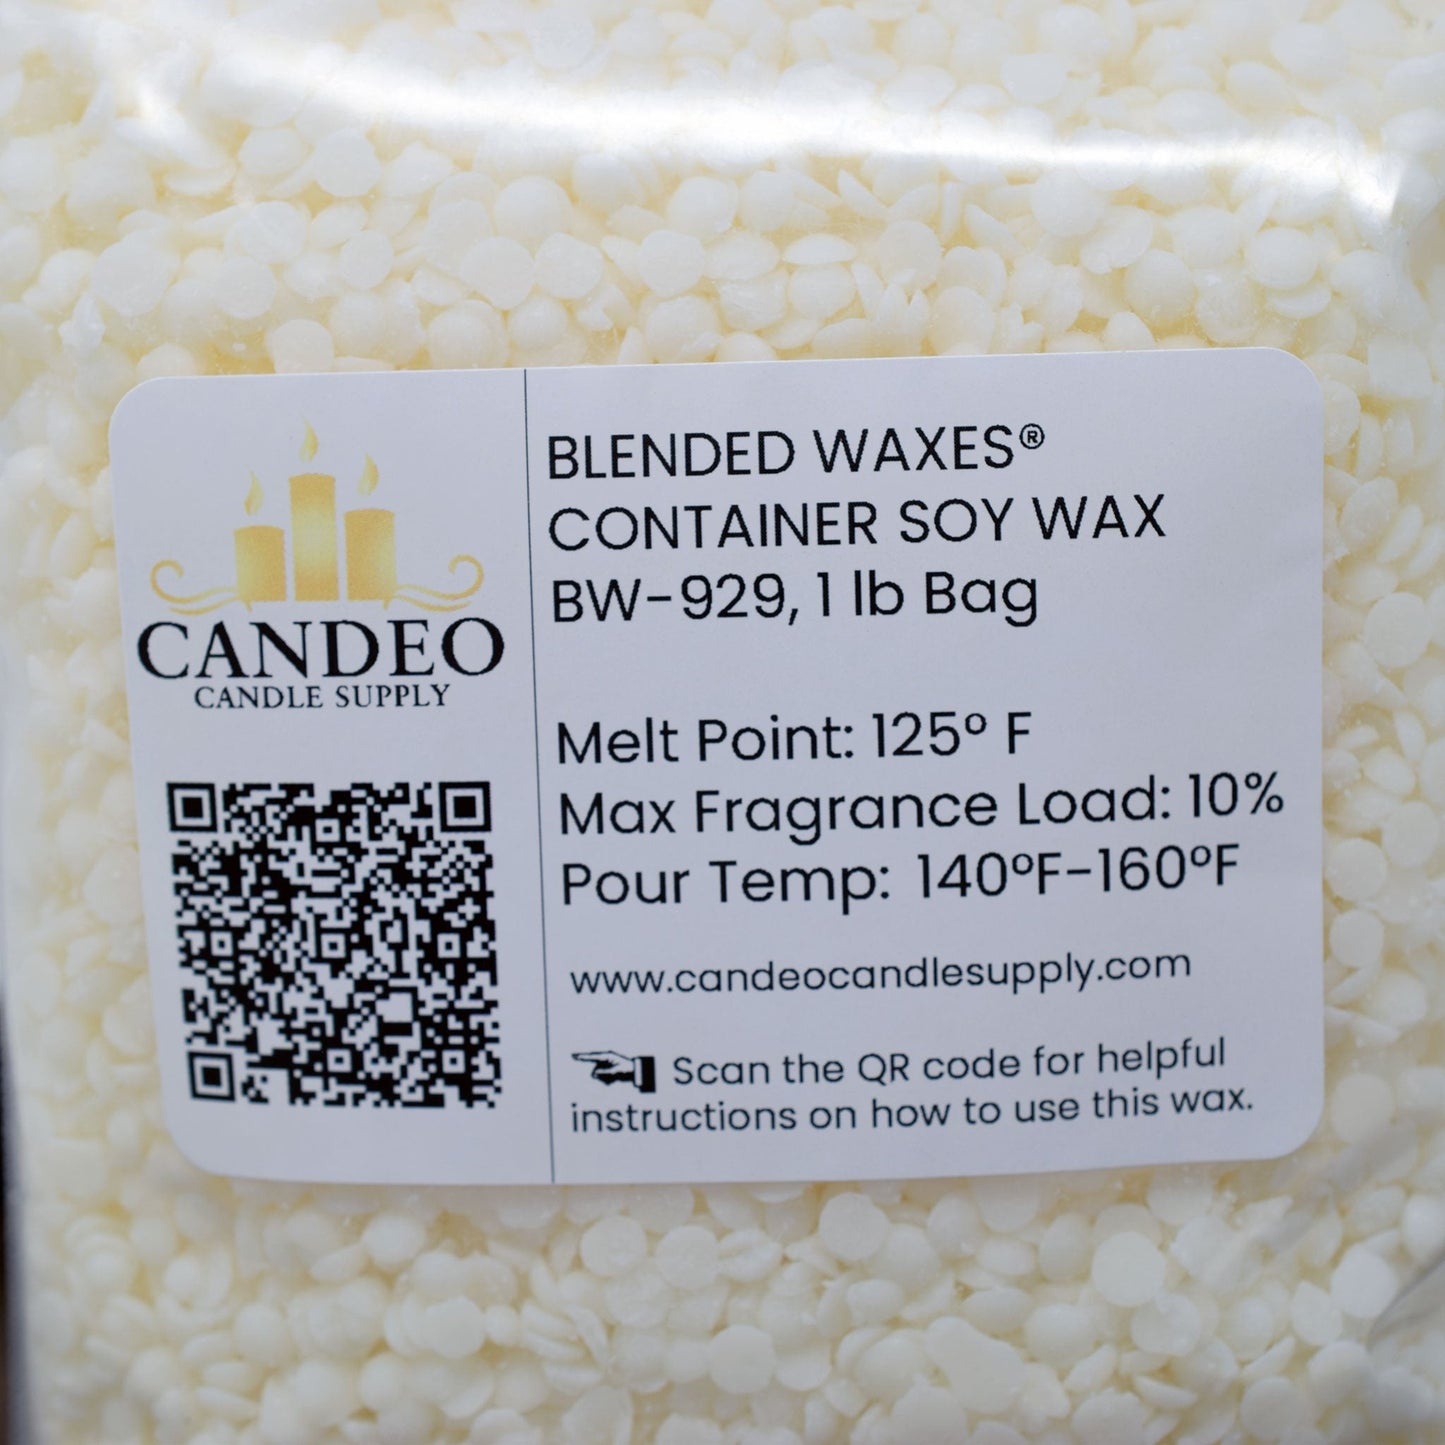 CANDEO
CANDLE SUPPLY
BLENDED WAXES®
CONTAINER SOY WAX
BW-929, 1 lb Bag
Melt Point: 125º F
Max Fragrance Load: 10%
Pour Temp: 140ºF-160ºF
www.candeocandlesupply.com
Scan the QR code for helpful
instructions on how to use this wax.